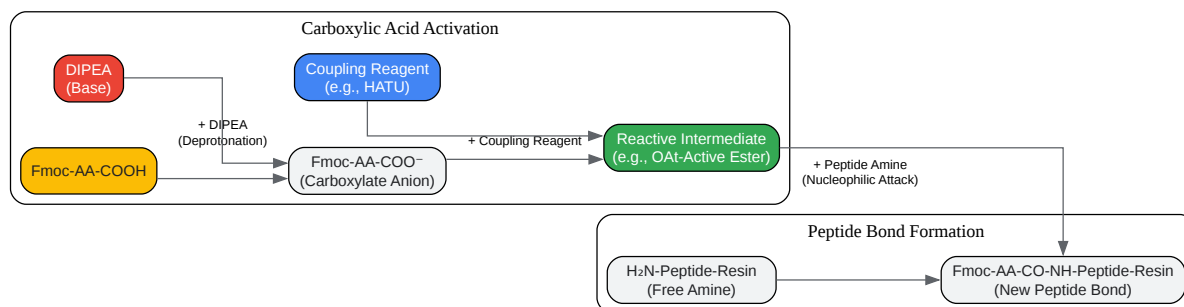 Carboxylic Acid Activation
DIPEA
(Base)
Coupling Reagent
(e.g., HATU)
+ DIPEA
(Deprotonation)
+ Coupling Reagent
Reactive Intermediate
(e.g., OAt-Active Ester)
Fmoc-AA-COOH
Fmoc-AA-COO⁻
(Carboxylate Anion)
+ Peptide Amine
(Nucleophilic Attack)
Peptide Bond Formation
H₂N-Peptide-Resin
(Free Amine)
Fmoc-AA-CO-NH-Peptide-Resin
(New Peptide Bond)